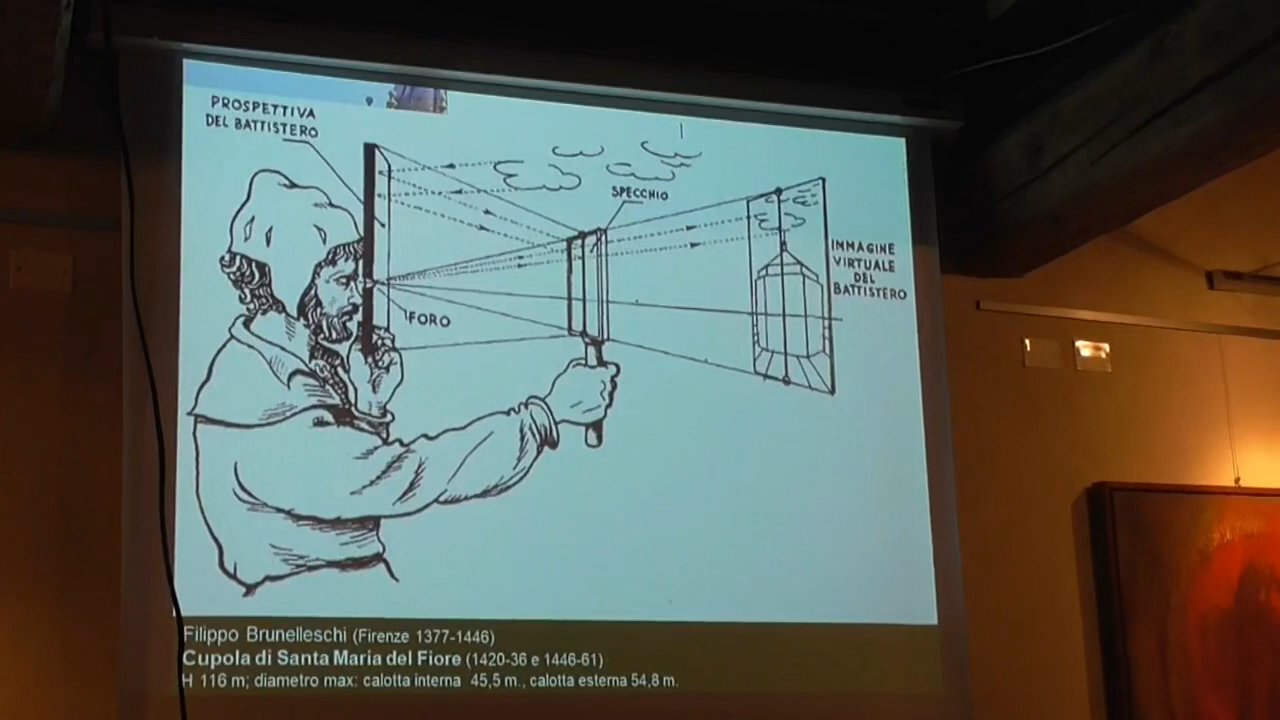 PROSPETTIVA
DEL BATTISTERO
SPECCHIO
IMMAGINE
VIRTUALE
DEL
BATTISTERO
FORO
Filippo Brunelleschi (Firenze 1377-1446)
Cupola di Santa Maria del Fiore (1420-36 e 1446-61)
H 116 m; diametro max: calotta interna 45,5 m., calotta esterna 54,8 m.